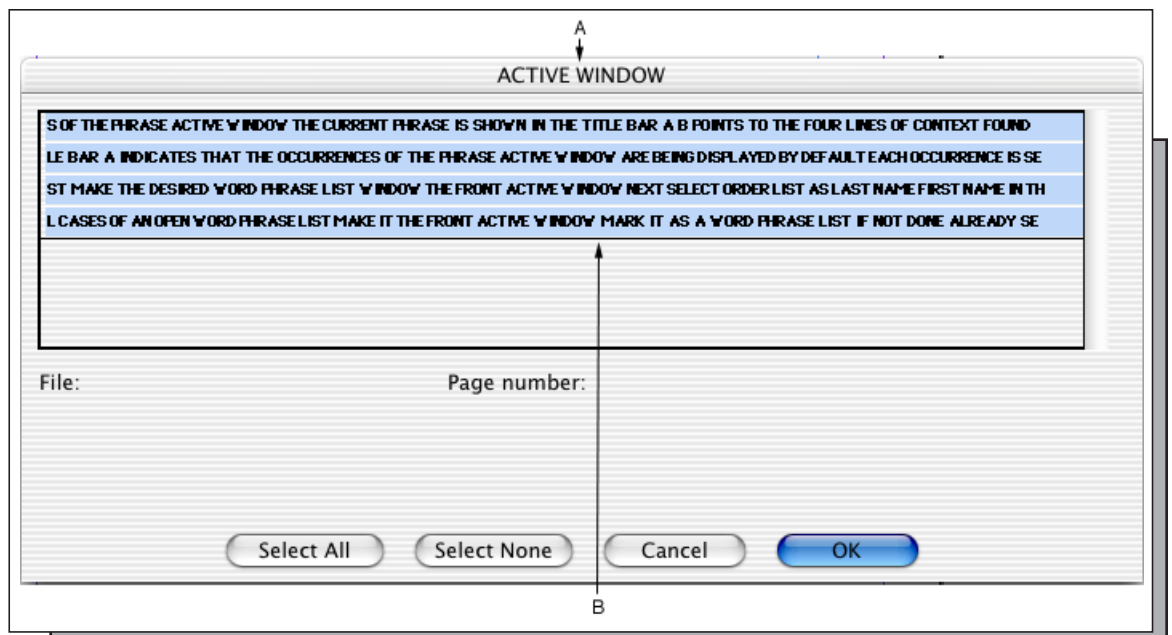 A
ACTIVE WINDOW
S OF THE PHRASE ACTIVE WINDOW THE CURRENT PHRASE IS SHOWN IN THE TITLE BAR A B POINTS TO THE FOUR LINES OF CONTEXT FOUND
LE BAR A INDICATES THAT THE OCCURRENCES OF THE PHRASE ACTIVE WINDOW ARE BEING DISPLAYED BY DEFAULT EACH OCCURRENCE IS SE
ST MAKE THE DESIRED WORD PHRASE LIST WINDOW THE FRONT ACTIVE WINDOW NEXT SELECT ORDER LIST AS LAST NAME FIRST NAME IN TH
L CASES OF AN OPEN WORD PHRASE LIST MAKE IT THE FRONT ACTIVE WINDOW MARK IT AS A WORD PHRASE LIST IF NOT DONE ALREADY SE
File: Page number:
Select All Select None Cancel OK
B